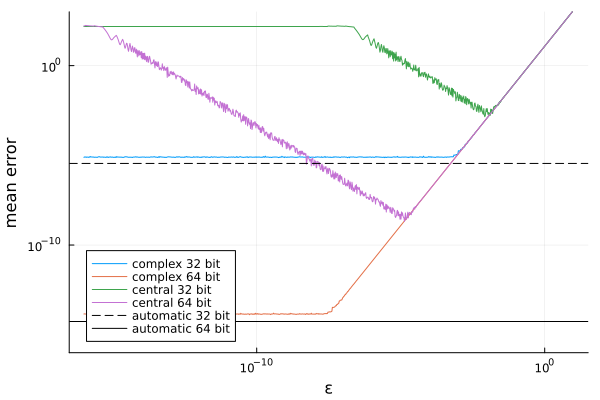 10⁰
10⁻¹⁰
mean error
complex 32 bit
complex 64 bit
central 32 bit
central 64 bit
automatic 32 bit
automatic 64 bit
10⁻¹⁰
10⁰
ε